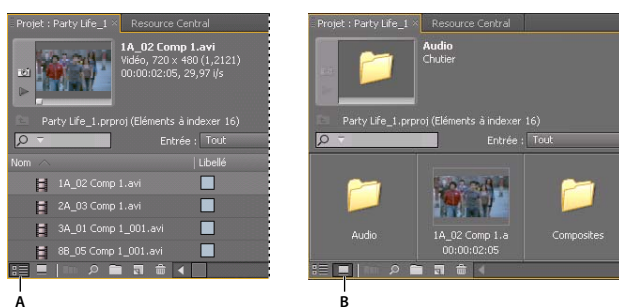 Projet : Party Life_1 × Resource Central
1A_02 Comp 1.avi
Vidéo, 720 x 480 (1,2121)
00:00:02:05, 29,97 i/s
Party Life_1.prproj (Eléments à indexer 16)
Entrée : Tout
Nom Libellé
1A_02 Comp 1.avi
2A_03 Comp 1.avi
3A_01 Comp 1_001.avi
8B_05 Comp 1_001.avi
A
Projet : Party Life_1 × Resource Central
Audio
Chutier
Party Life_1.prproj (Eléments à indexer 16)
Entrée : Tout
Audio 1A_02 Comp 1.a Composites
00:00:02:05
B